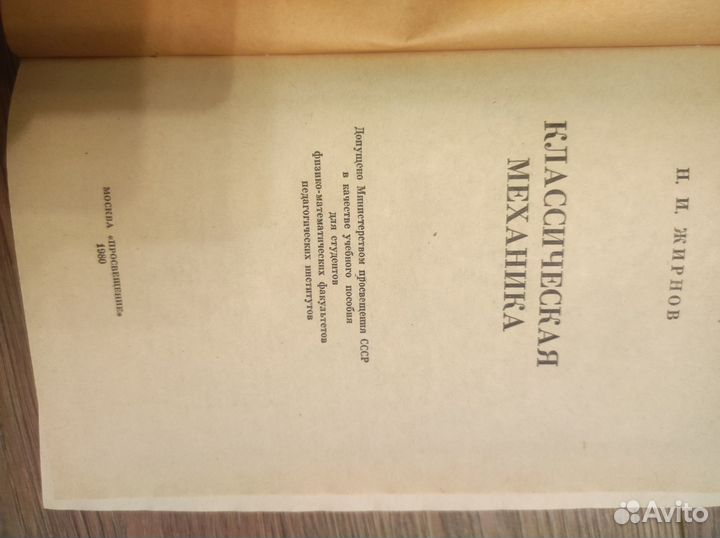 Н. И. ЖИРНОВ
КЛАССИЧЕСКАЯ
МЕХАНИКА
Допущено Министерством просвещения СССР
в качестве учебного пособия
для студентов
физико-математических факультетов
педагогических институтов
МОСКВА «ПРОСВЕЩЕНИЕ»
1980
Avito